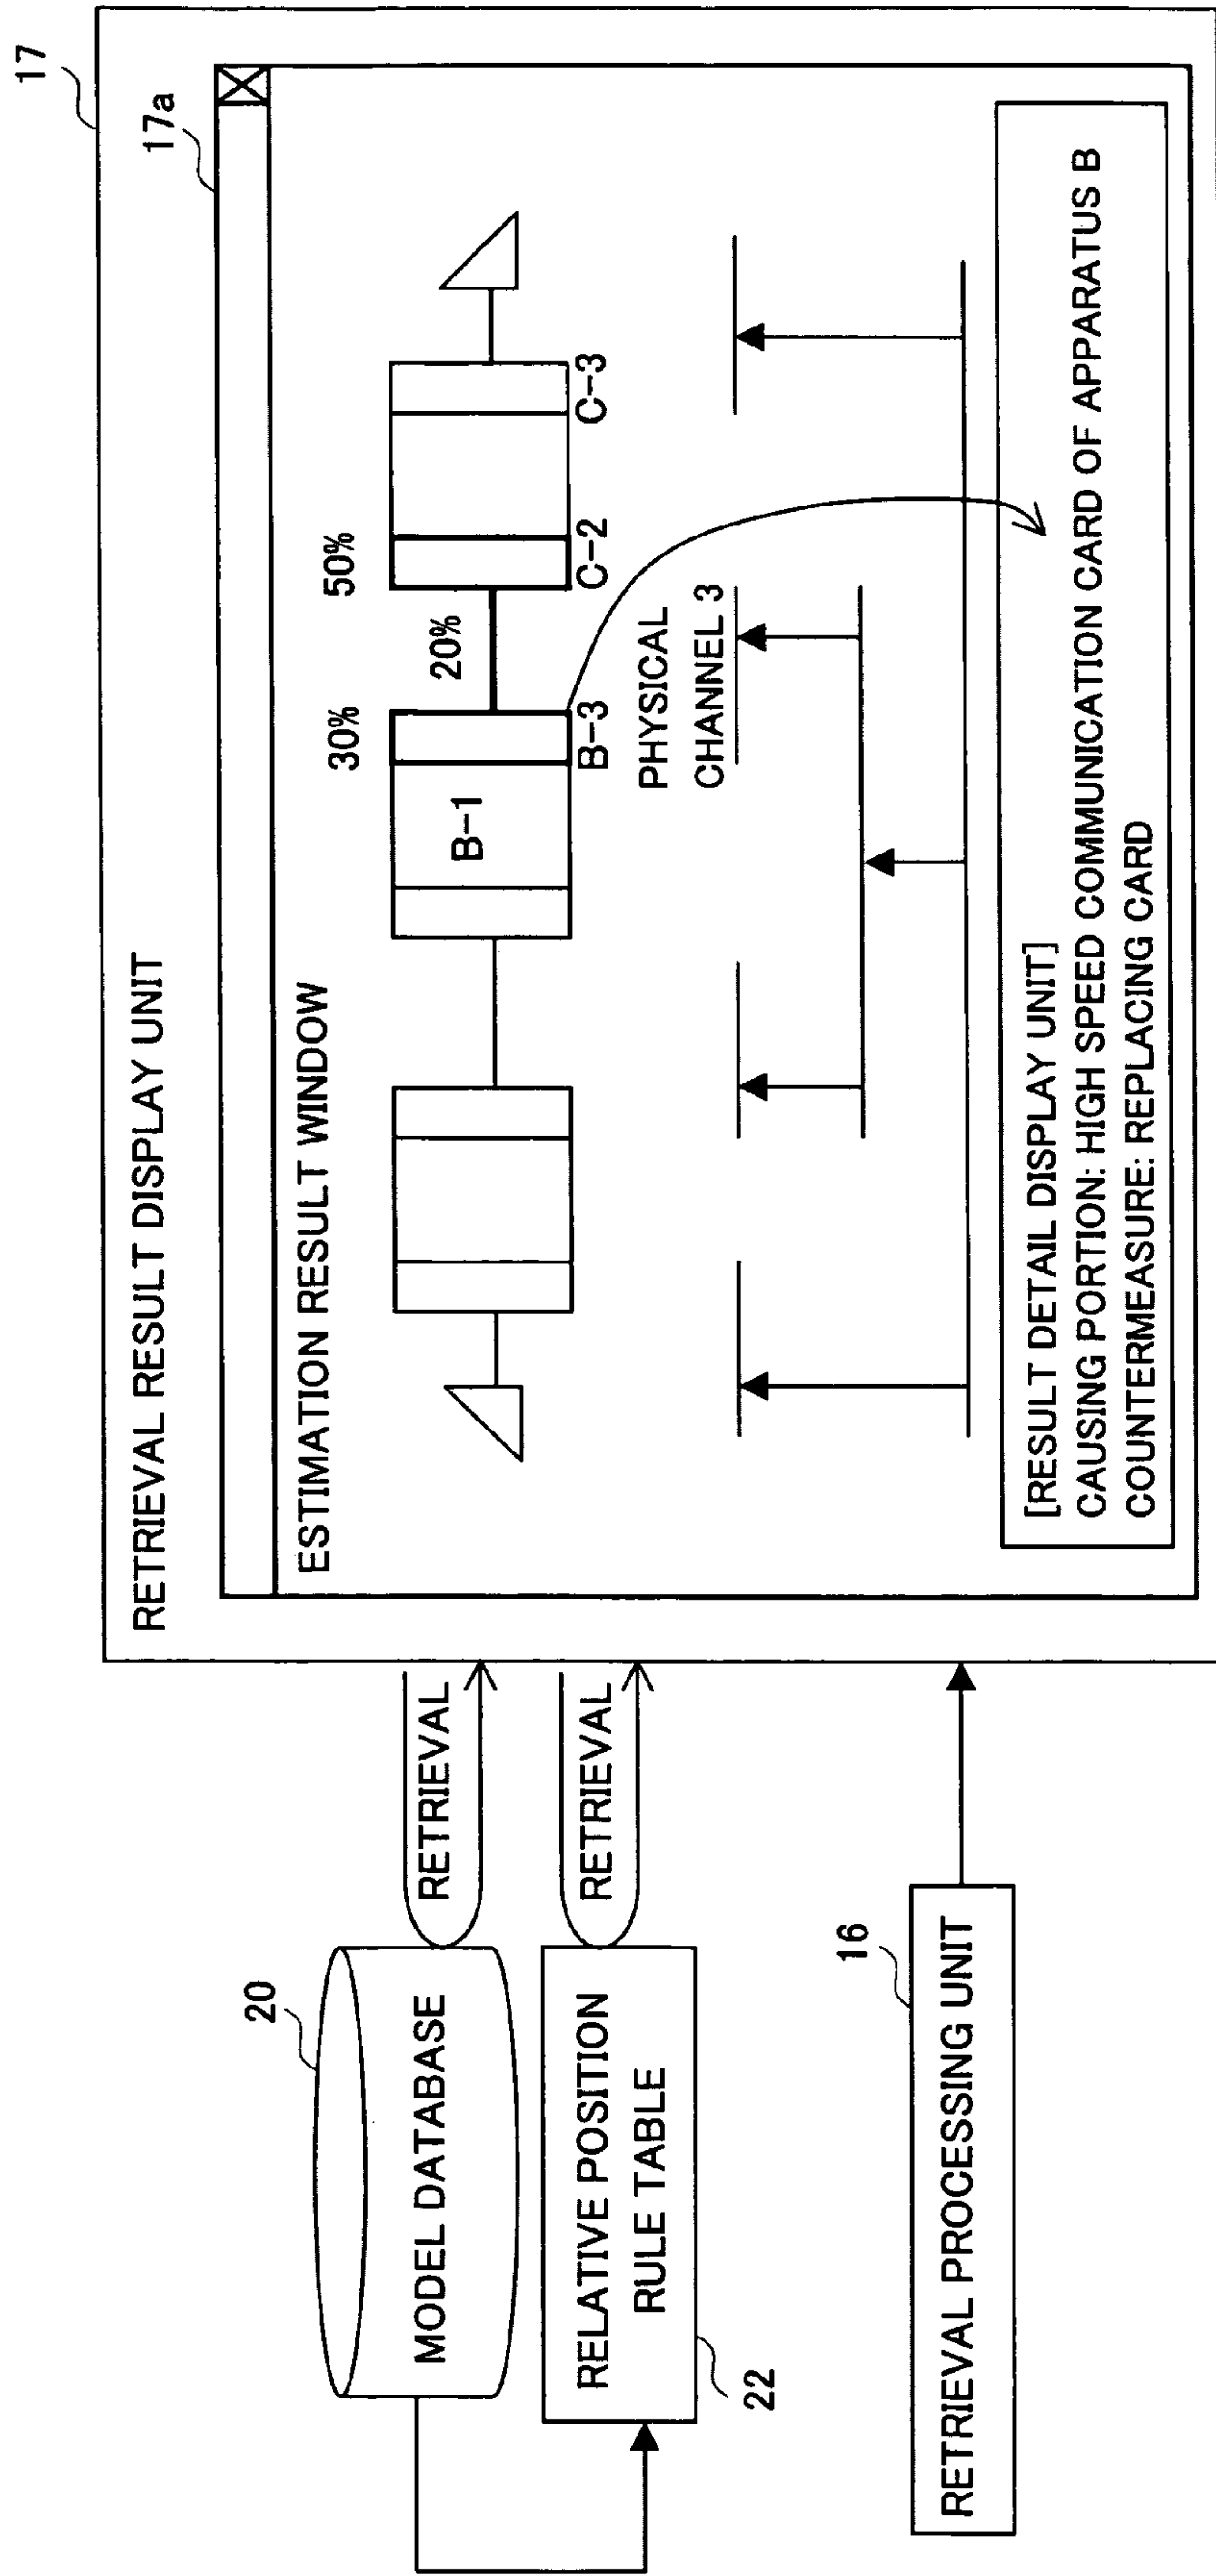 20
MODEL DATABASE
RETRIEVAL
RELATIVE POSITION
RULE TABLE
22
RETRIEVAL
16
RETRIEVAL PROCESSING UNIT
17
RETRIEVAL RESULT DISPLAY UNIT
17a
ESTIMATION RESULT WINDOW
30%
50%
20%
B-1
B-3
C-2
C-3
PHYSICAL
CHANNEL 3
[RESULT DETAIL DISPLAY UNIT]
CAUSING PORTION: HIGH SPEED COMMUNICATION CARD OF APPARATUS B
COUNTERMEASURE: REPLACING CARD